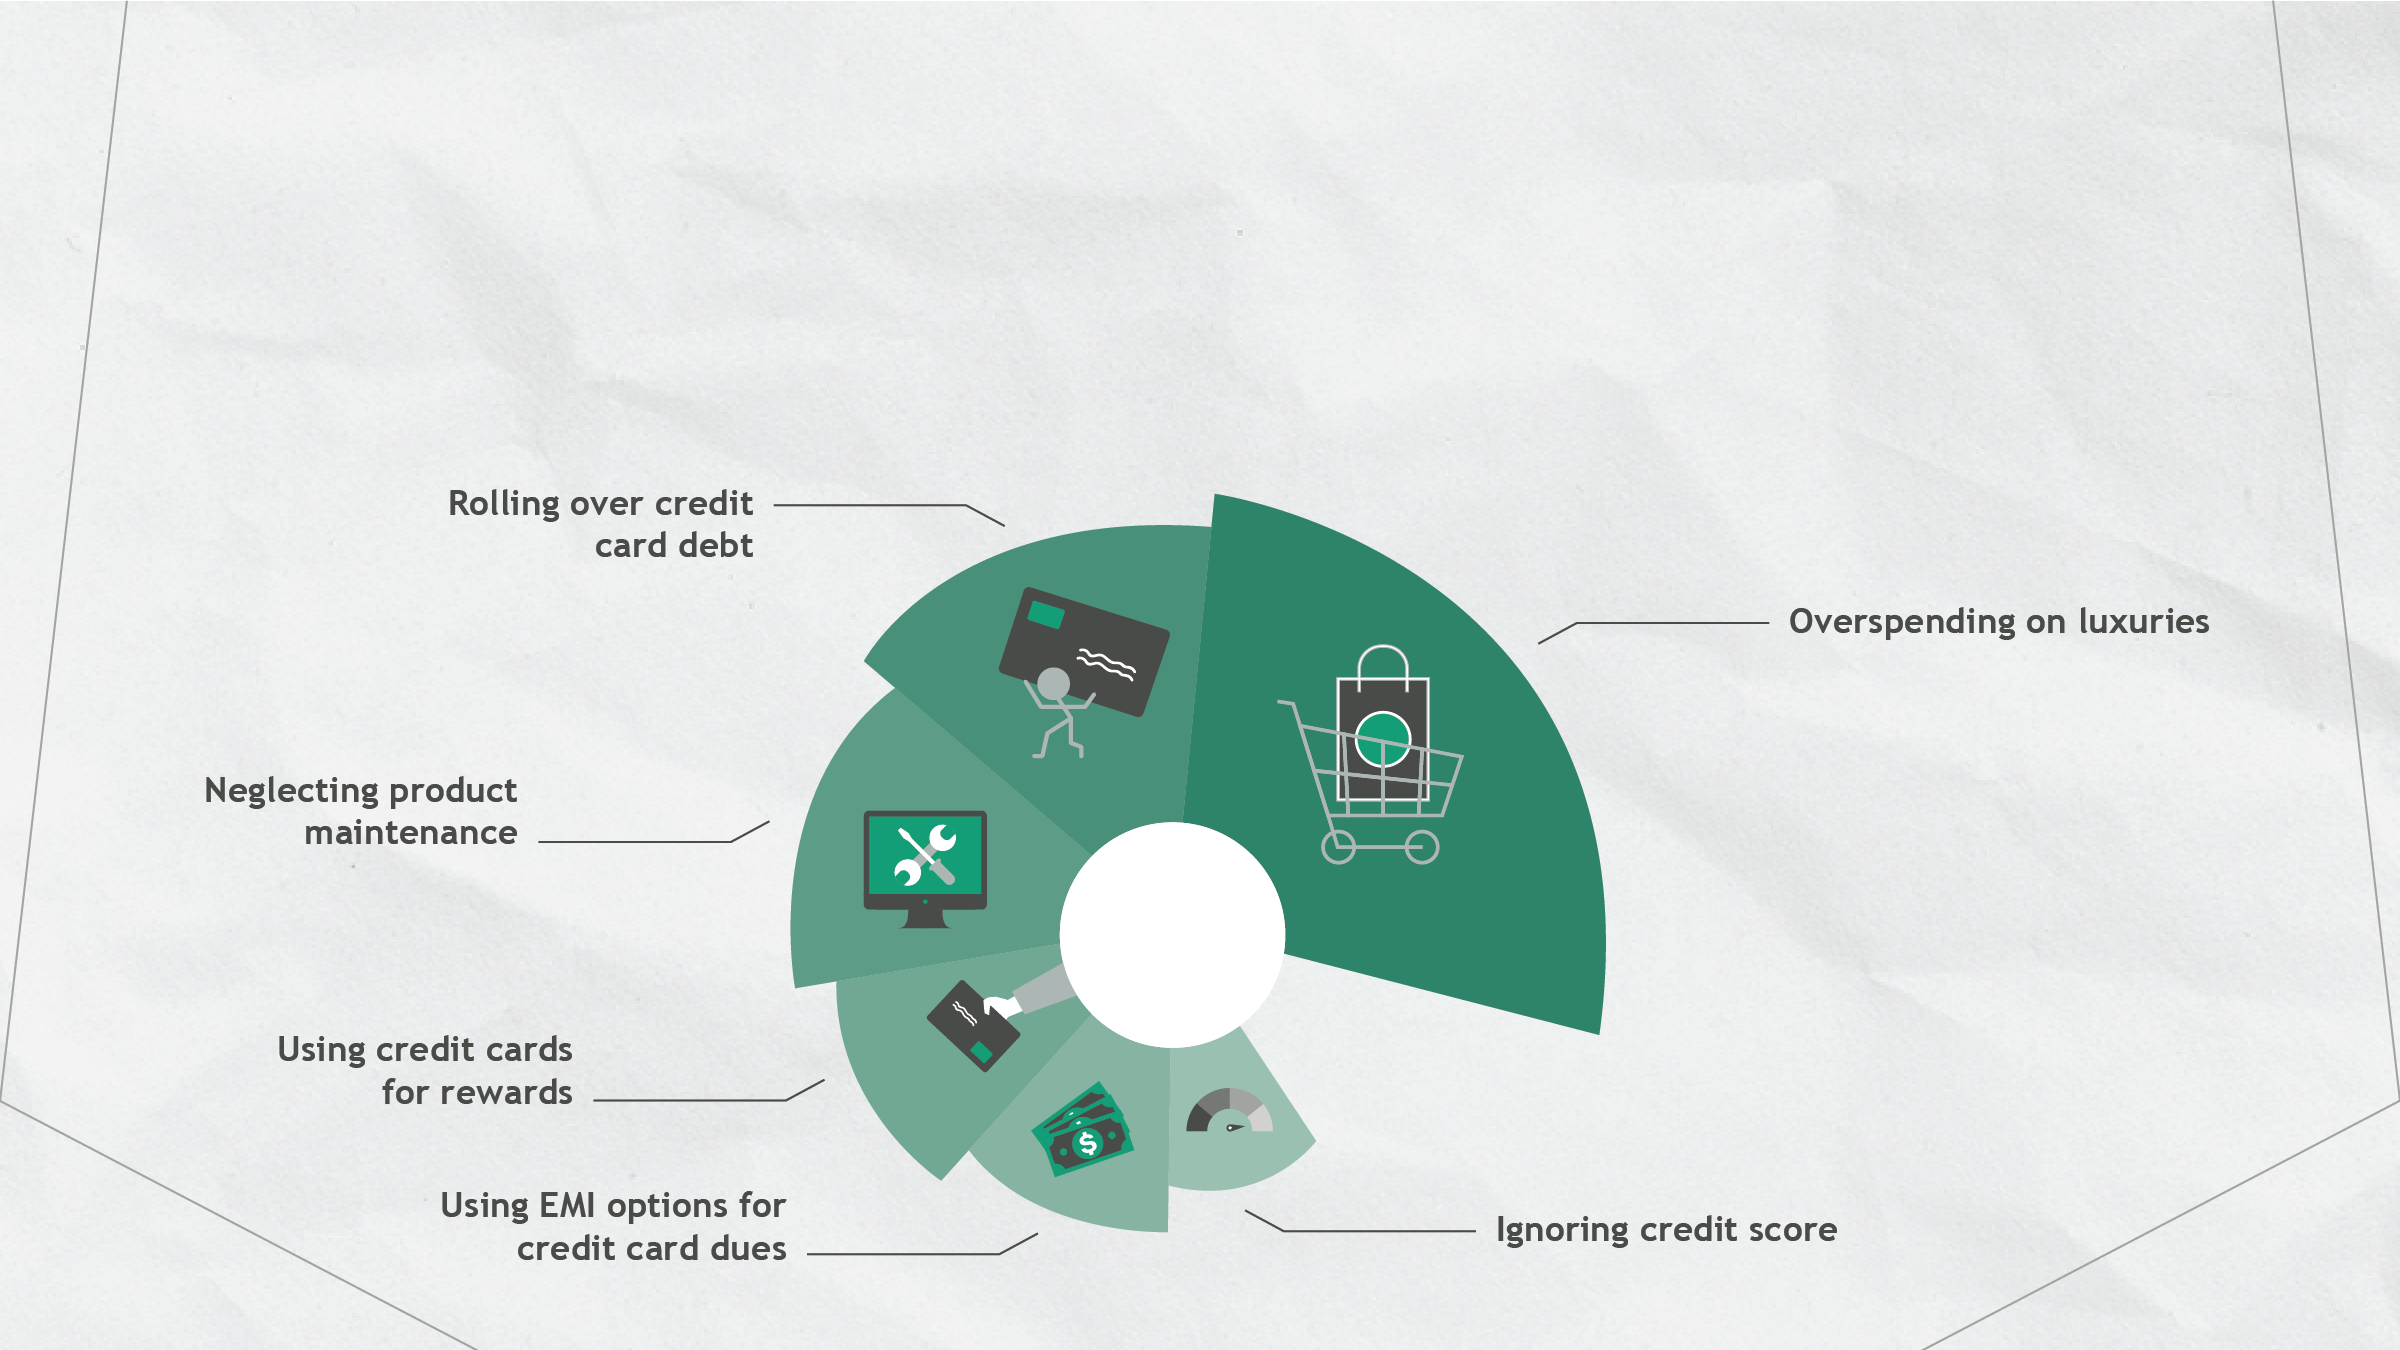 Rolling over credit
card debt
Overspending on luxuries
Neglecting product
maintenance
Using credit cards
for rewards
Using EMI options for
credit card dues
Ignoring credit score